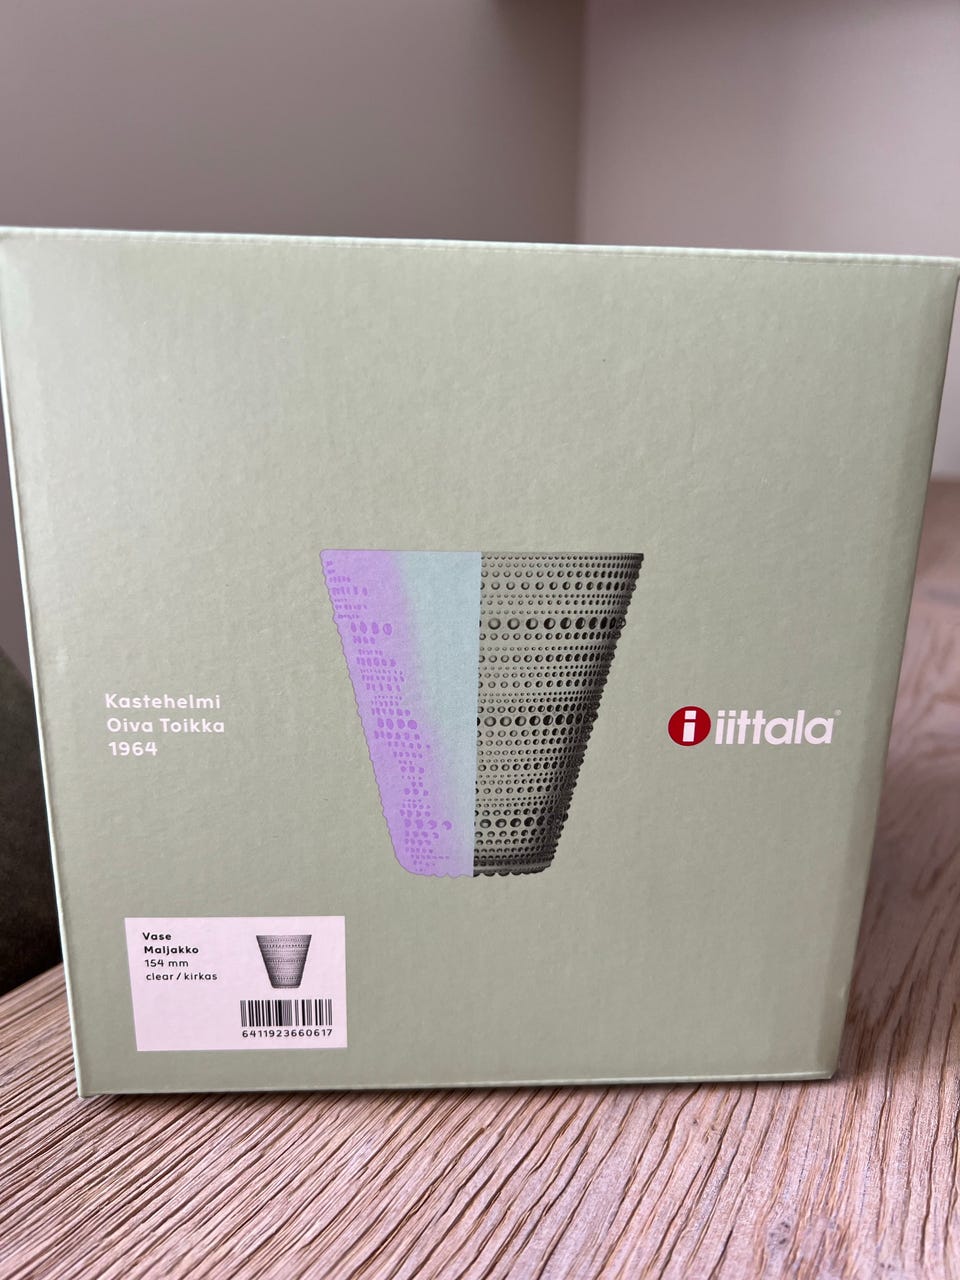 Kastehelmi
Oiva Toikka
1964
i iittala®
Vase
Maljakko
154 mm
clear / kirkas
6411923660617